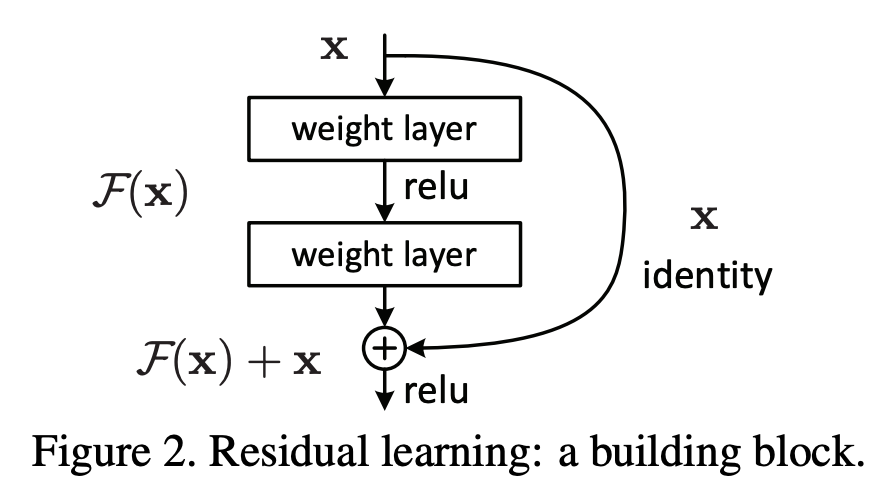 x
weight layer
relu
F(x)
x
weight layer
identity
F(x) + x
+
relu
Figure 2. Residual learning: a building block.